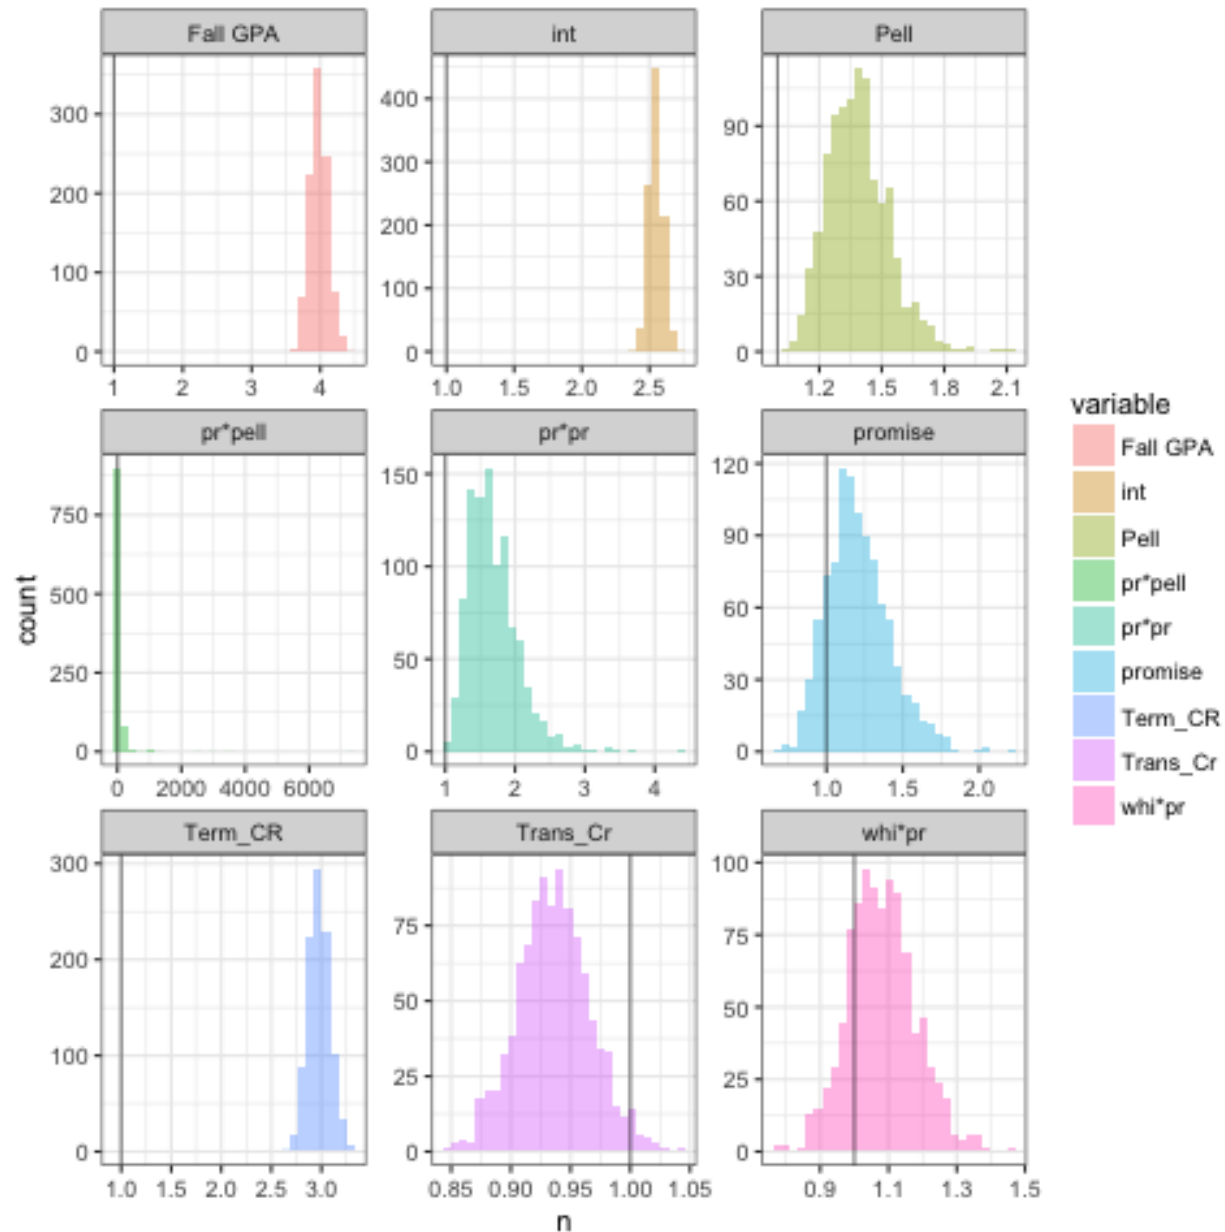 Fall GPA
int
Pell
300
200
100
0
1 2 3 4
400
300
200
100
0
1.0 1.5 2.0 2.5
90
60
30
0
1.2 1.5 1.8 2.1
pr*pell
pr*pr
promise
750
500
250
0
0 2000 4000 6000
150
100
50
0
1 2 3 4
120
90
60
30
0
1.0 1.5 2.0
Term_CR
Trans_Cr
whi*pr
300
200
100
0
1.0 1.5 2.0 2.5 3.0
75
50
25
0
0.85 0.90 0.95 1.00 1.05
100
75
50
25
0
0.9 1.1 1.3 1.5
count
n
variable
Fall GPA
int
Pell
pr*pell
pr*pr
promise
Term_CR
Trans_Cr
whi*pr